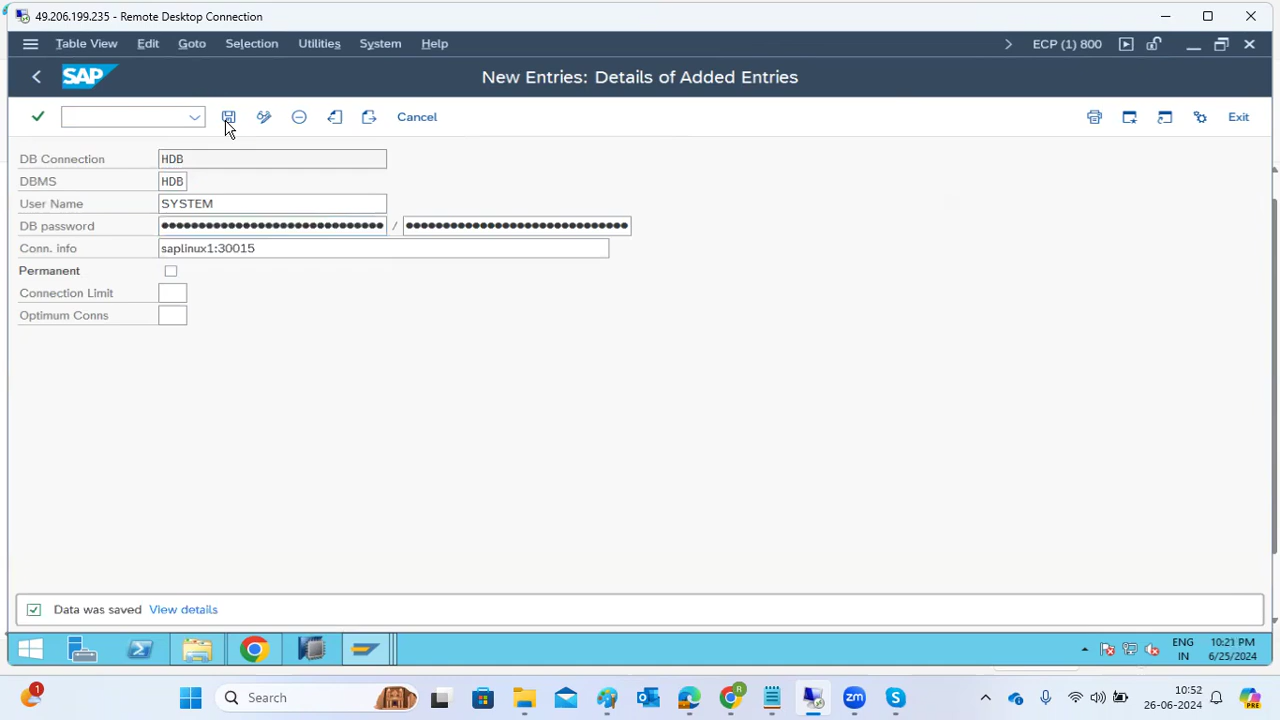 49.206.199.235 - Remote Desktop Connection
Table View Edit Goto Selection Utilities System Help ECP (1) 800
SAP New Entries: Details of Added Entries
Cancel Exit
DB Connection HDB
DBMS HDB
User Name SYSTEM
DB password ●●●●●●●●●●●●●●●●●●●●●●●●●●●●●● / ●●●●●●●●●●●●●●●●●●●●●●●●●●●●●●
Conn. info saplinux1:30015
Permanent
Connection Limit
Optimum Conns
Data was saved View details
ENG 10:21 PM
IN 6/25/2024
1 Search R zm S PRE 10:52
26-06-2024